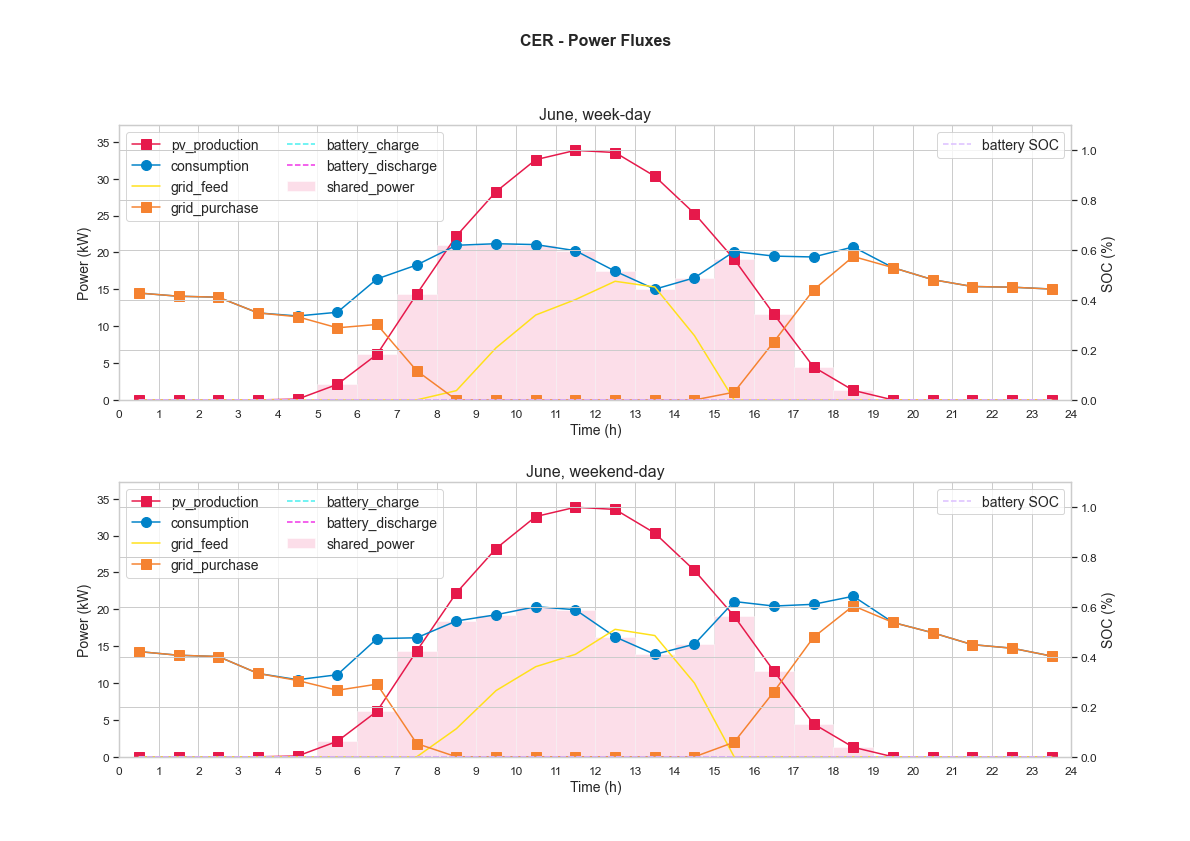 CER - Power Fluxes
June, week-day
pv_production
consumption
grid_feed
grid_purchase
battery_charge
battery_discharge
shared_power
battery SOC
Power (kW)
35
30
25
20
15
10
5
0
SOC (%)
1.0
0.8
0.6
0.4
0.2
0.0
0 1 2 3 4 5 6 7 8 9 10 11 12 13 14 15 16 17 18 19 20 21 22 23 24
Time (h)
June, weekend-day
pv_production
consumption
grid_feed
grid_purchase
battery_charge
battery_discharge
shared_power
battery SOC
Power (kW)
35
30
25
20
15
10
5
0
SOC (%)
1.0
0.8
0.6
0.4
0.2
0.0
0 1 2 3 4 5 6 7 8 9 10 11 12 13 14 15 16 17 18 19 20 21 22 23 24
Time (h)